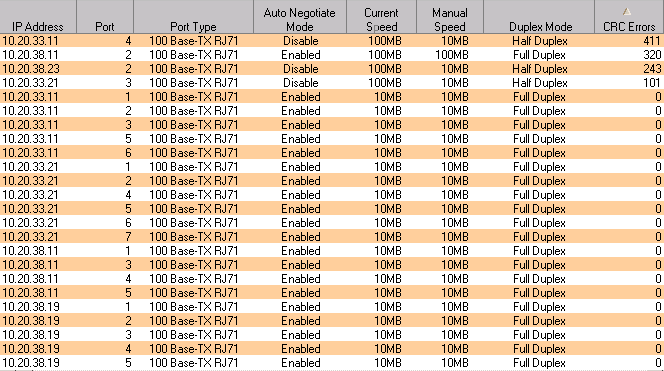 IP Address Port Port Type Auto Negotiate Mode Current Speed Manual Speed Duplex Mode CRC Errors
10.20.33.11 4 100 Base-TX RJ71 Disable 100MB 10MB Half Duplex 411
10.20.38.11 2 100 Base-TX RJ71 Enabled 100MB 100MB Full Duplex 320
10.20.38.23 2 100 Base-TX RJ71 Disable 10MB 10MB Half Duplex 243
10.20.33.21 3 100 Base-TX RJ71 Disable 100MB 10MB Half Duplex 101
10.20.33.11 1 100 Base-TX RJ71 Enabled 10MB 10MB Full Duplex 0
10.20.33.11 2 100 Base-TX RJ71 Enabled 10MB 10MB Full Duplex 0
10.20.33.11 3 100 Base-TX RJ71 Enabled 10MB 10MB Full Duplex 0
10.20.33.11 5 100 Base-TX RJ71 Enabled 10MB 10MB Full Duplex 0
10.20.33.11 6 100 Base-TX RJ71 Enabled 10MB 10MB Full Duplex 0
10.20.33.21 1 100 Base-TX RJ71 Enabled 10MB 10MB Full Duplex 0
10.20.33.21 2 100 Base-TX RJ71 Enabled 10MB 10MB Full Duplex 0
10.20.33.21 4 100 Base-TX RJ71 Enabled 10MB 10MB Full Duplex 0
10.20.33.21 5 100 Base-TX RJ71 Enabled 10MB 10MB Full Duplex 0
10.20.33.21 6 100 Base-TX RJ71 Enabled 10MB 10MB Full Duplex 0
10.20.33.21 7 100 Base-TX RJ71 Enabled 10MB 10MB Full Duplex 0
10.20.38.11 1 100 Base-TX RJ71 Enabled 10MB 10MB Full Duplex 0
10.20.38.11 3 100 Base-TX RJ71 Enabled 10MB 10MB Full Duplex 0
10.20.38.11 4 100 Base-TX RJ71 Enabled 10MB 10MB Full Duplex 0
10.20.38.11 5 100 Base-TX RJ71 Enabled 10MB 10MB Full Duplex 0
10.20.38.19 1 100 Base-TX RJ71 Enabled 10MB 10MB Full Duplex 0
10.20.38.19 2 100 Base-TX RJ71 Enabled 10MB 10MB Full Duplex 0
10.20.38.19 3 100 Base-TX RJ71 Enabled 10MB 10MB Full Duplex 0
10.20.38.19 4 100 Base-TX RJ71 Enabled 10MB 10MB Full Duplex 0
10.20.38.19 5 100 Base-TX RJ71 Enabled 10MB 10MB Full Duplex 0